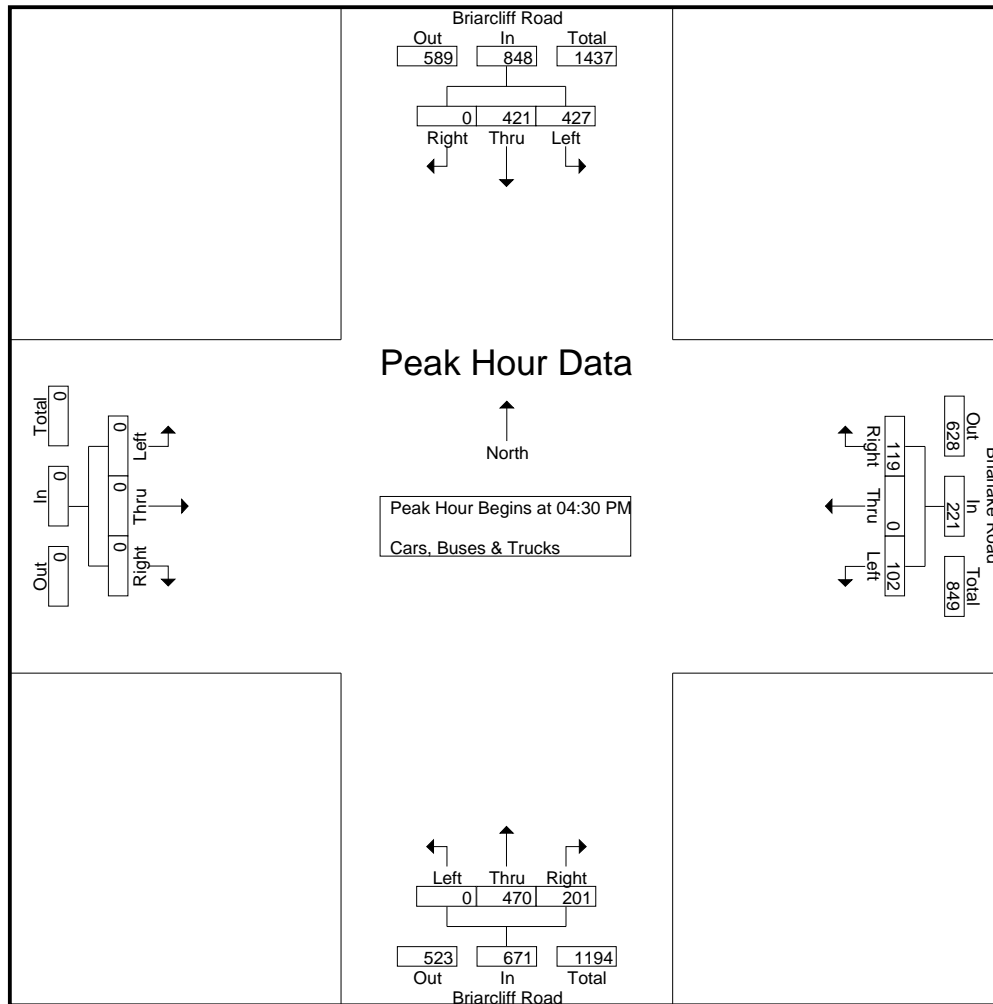 Briarcliff Road
Out In Total
589 848 1437
0 421 427
Right Thru Left
Peak Hour Data
North
Peak Hour Begins at 04:30 PM
Cars, Buses & Trucks
Total In Out
0 0 0
0 0 0
Left Thru Right
Road
Out In Total
628 221 849
119 0 102
Right Thru Left
Left Thru Right
0 470 201
523 671 1194
Out In Total
Briarcliff Road